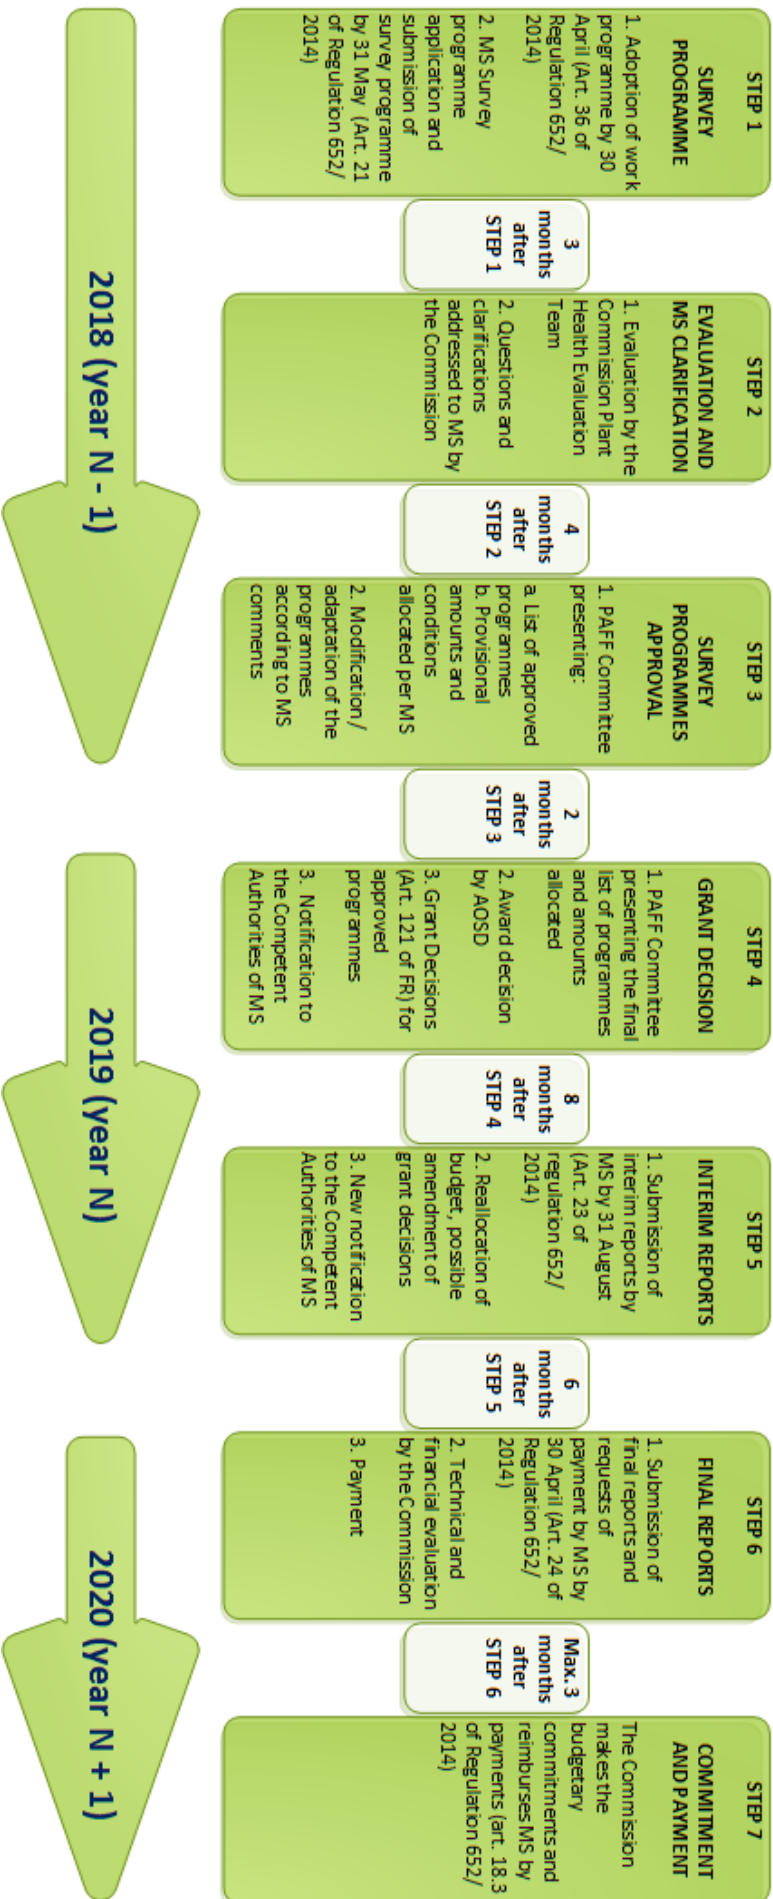 STEP 1
SURVEY
PROGRAMME
1. Adoption of work
programme by 30
April (Art. 36 of
Regulation 652/
2014)
2. MS Survey
programme
application and
submission of
survey programme
by 31 May (Art. 21
of Regulation 652/
2014)
3
months
after
STEP 1
STEP 2
EVALUATION AND
MS CLARIFICATION
1. Evaluation by the
Commission Plant
Health Evaluation
Team
2. Questions and
clarifications
addressed to MS by
the Commission
4
months
after
STEP 2
STEP 3
SURVEY
PROGRAMMES
APPROVAL
1. PAFF Committee
presenting:
a. List of approved
programmes
b. Provisional
amounts and
conditions
allocated per MS
2. Modification/
adaptation of the
programmes
according to MS
comments
2
months
after
STEP 3
STEP 4
GRANT DECISION
1. PAFF Committee
presenting the final
list of programmes
and amounts
allocated
2. Award decision
by AOSD
3. Grant Decisions
(Art. 121 of FR) for
approved
programmes
3. Notification to
the Competent
Authorities of MS
8
months
after
STEP 4
STEP 5
INTERIM REPORTS
1. Submission of
interim reports by
MS by 31 August
(Art. 23 of
regulation 652/
2014)
2. Reallocation of
budget, possible
amendment of
grant decisions
3. New notification
to the Competent
Authorities of MS
6
months
after
STEP 5
STEP 6
FINAL REPORTS
1. Submission of
final reports and
requests of
payment by MS by
30 April (Art. 24 of
Regulation 652/
2014)
2. Technical and
financial evaluation
by the Commission
3. Payment
Max. 3
months
after
STEP 6
STEP 7
COMMITMENT
AND PAYMENT
The Commission
makes the
budgetary
commitments and
reimburses MS by
payments (art. 18.3
of Regulation 652/
2014)
2018 (year N - 1)
2019 (year N)
2020 (year N + 1)